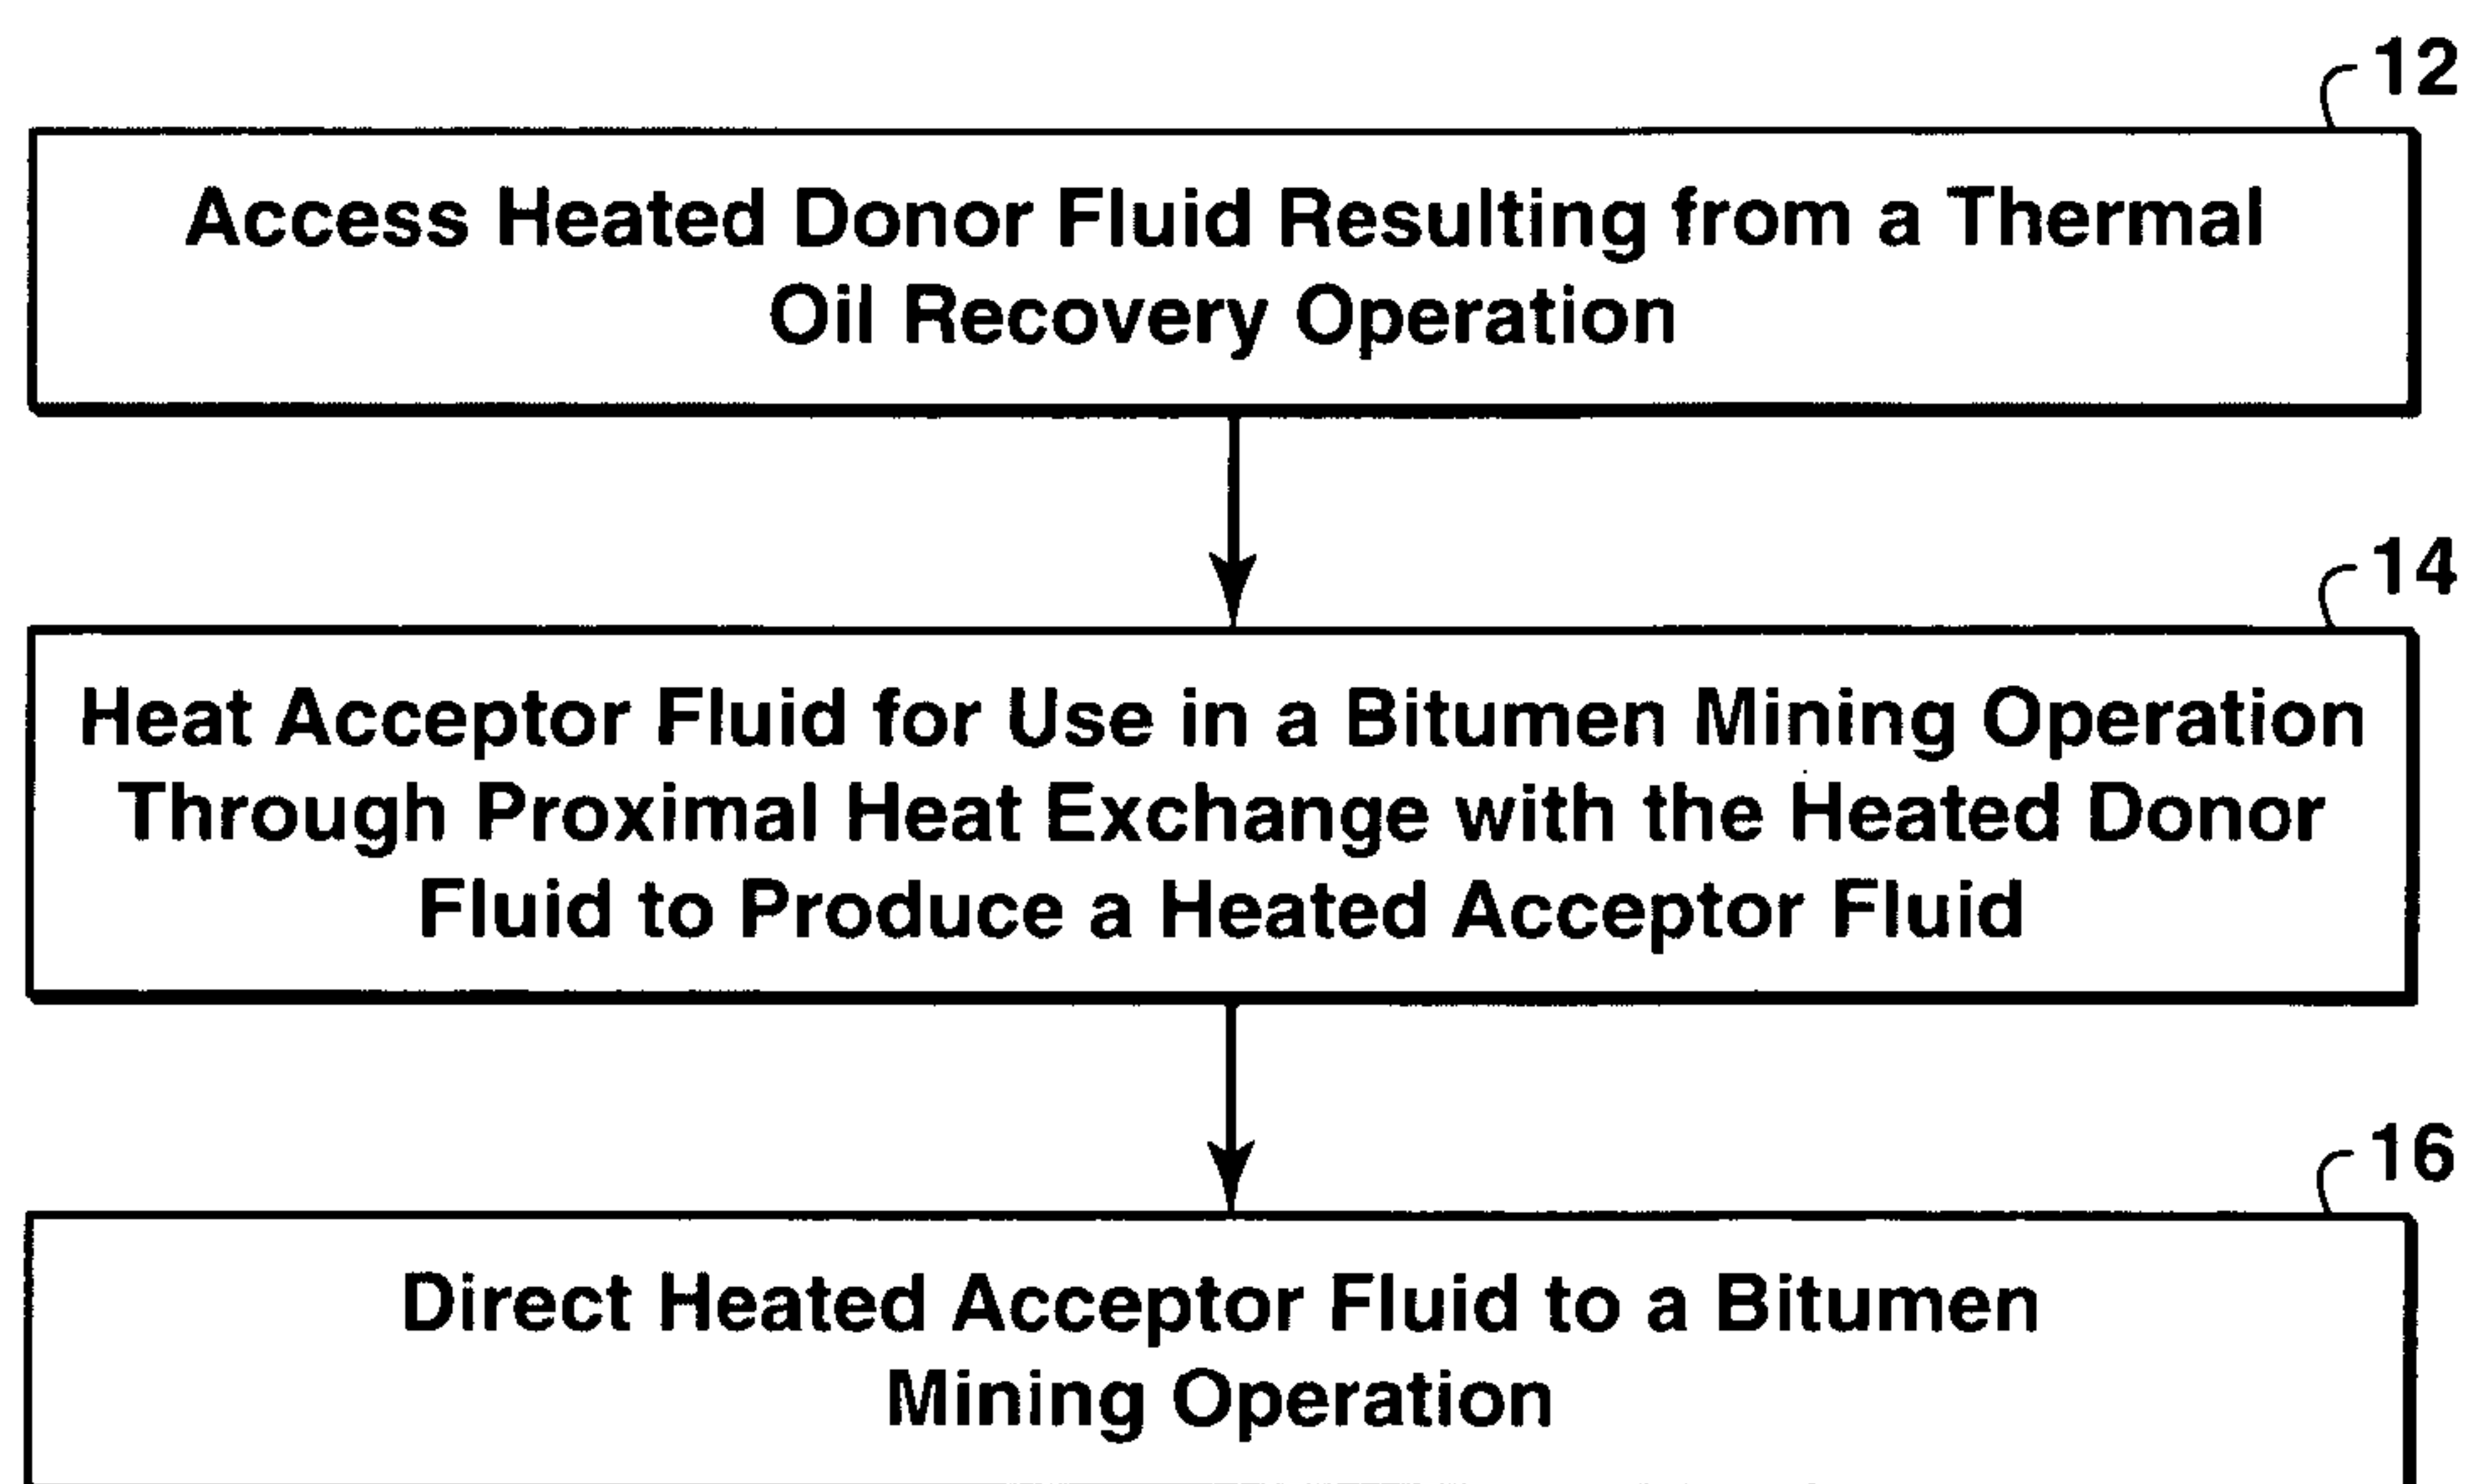 12
Access Heated Donor Fluid Resulting from a Thermal
Oil Recovery Operation
14
Heat Acceptor Fluid for Use in a Bitumen Mining Operation
Through Proximal Heat Exchange with the Heated Donor
Fluid to Produce a Heated Acceptor Fluid
16
Direct Heated Acceptor Fluid to a Bitumen
Mining Operation